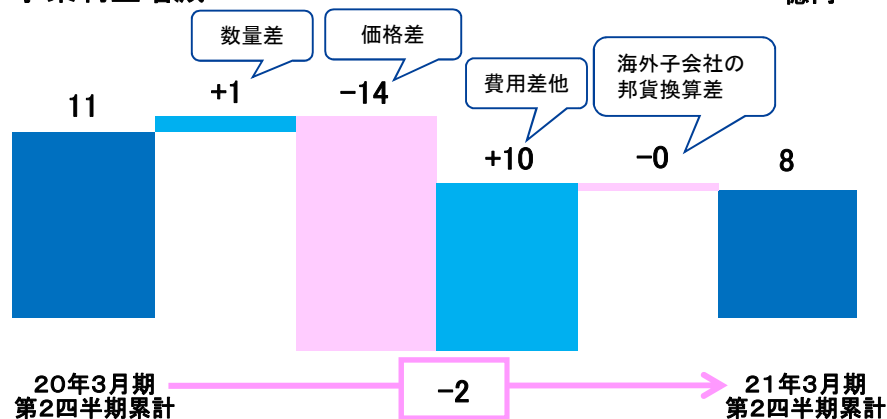 数量差
価格差
費用差他
海外子会社の
邦貨換算差
11
+1
−14
+10
−0
8
20年3月期
第2四半期累計
−2
21年3月期
第2四半期累計